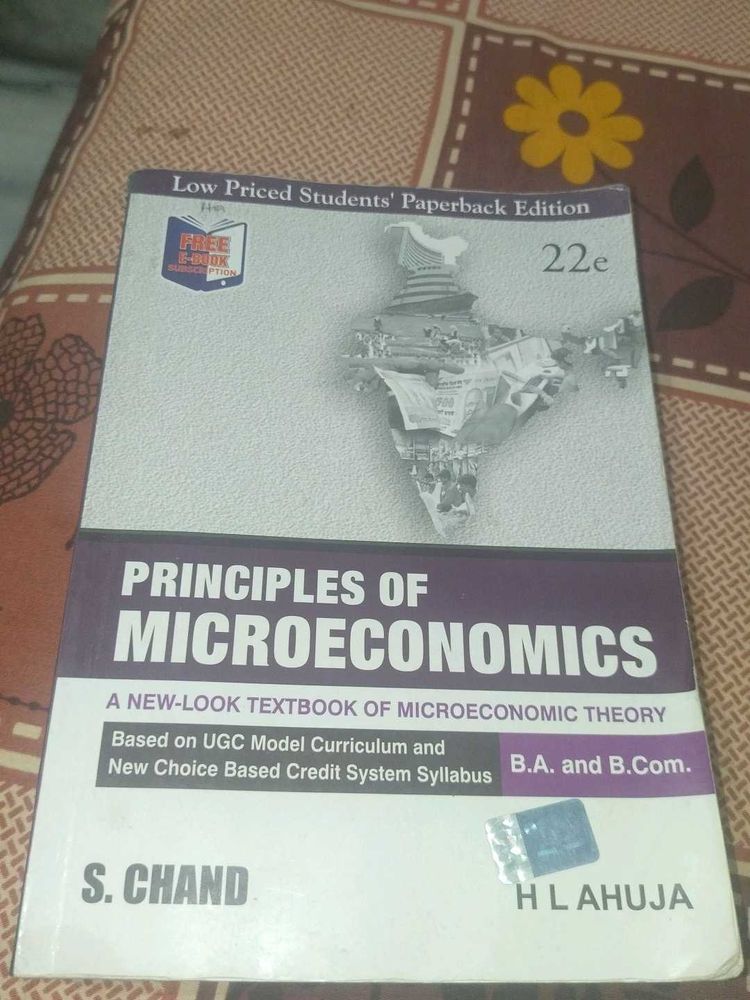 Low Priced Students' Paperback Edition
FREE
E-BOOK
SUBSCRIPTION
22e
PRINCIPLES OF
MICROECONOMICS
A NEW-LOOK TEXTBOOK OF MICROECONOMIC THEORY
Based on UGC Model Curriculum and
New Choice Based Credit System Syllabus
B.A. and B.Com.
S. CHAND
H L AHUJA